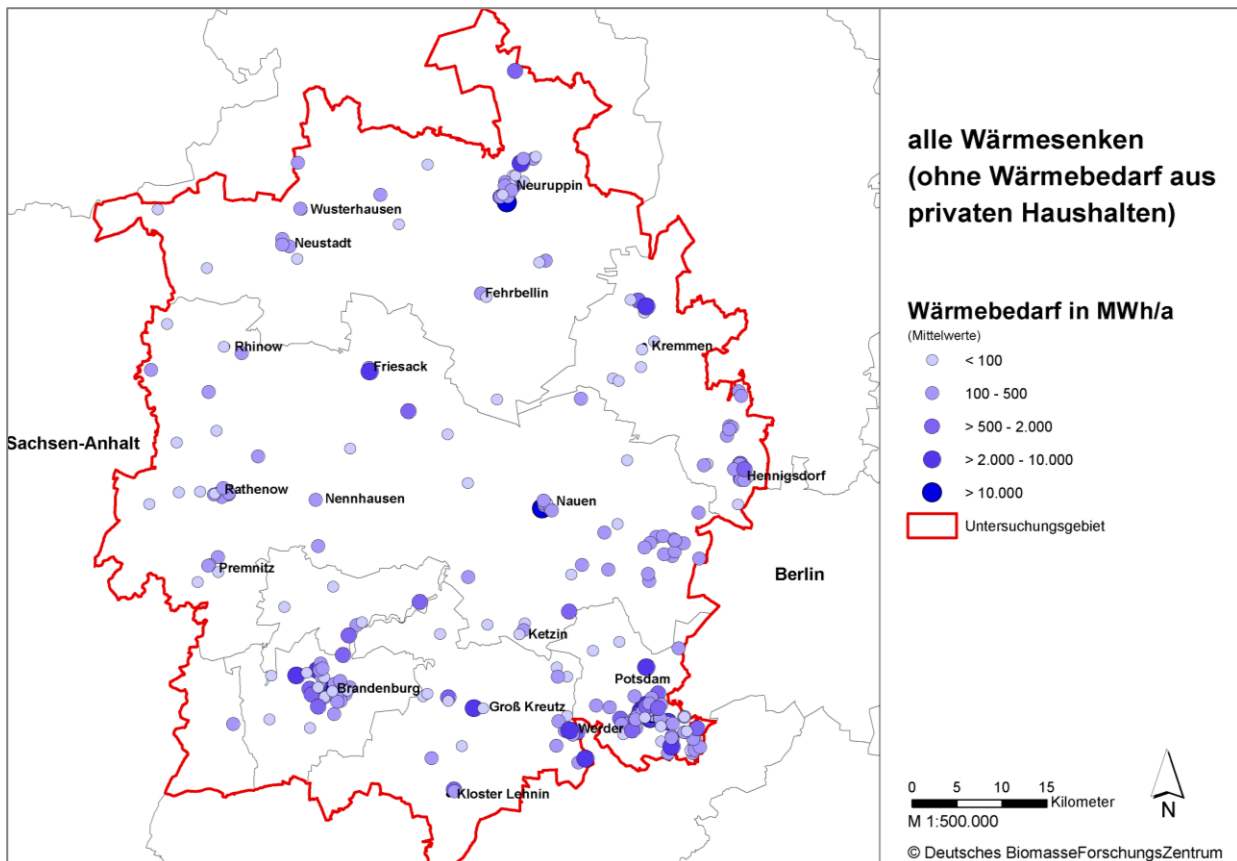 Neuruppin
Wusterhausen
Neustadt
Fehrbellin
Rhinow
Kremmen
Friesack
Sachsen-Anhalt
Hennigsdorf
Rathenow
Nennhausen
Nauen
Premnitz
Berlin
Ketzin
Potsdam
Brandenburg
Groß Kreutz
Werder
Kloster Lehnin
alle Wärmesenken
(ohne Wärmebedarf aus
privaten Haushalten)
Wärmebedarf in MWh/a
(Mittelwerte)
< 100
100 - 500
> 500 - 2.000
> 2.000 - 10.000
> 10.000
Untersuchungsgebiet
0 5 10 15
Kilometer
M 1:500.000
N
© Deutsches BiomasseForschungsZentrum